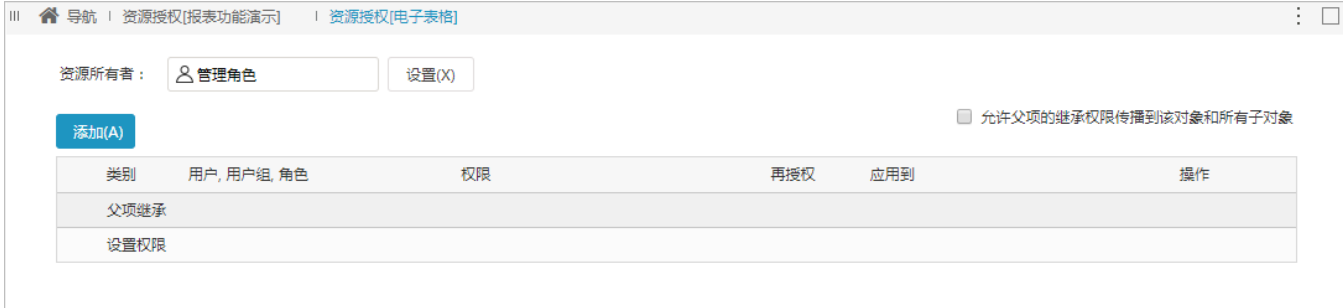 导航 资源授权[报表功能演示] 资源授权[电子表格]
资源所有者： 管理角色 设置(X)
允许父项的继承权限传播到该对象和所有子对象
添加(A)
类别 用户, 用户组, 角色 权限 再授权 应用到 操作
父项继承
设置权限